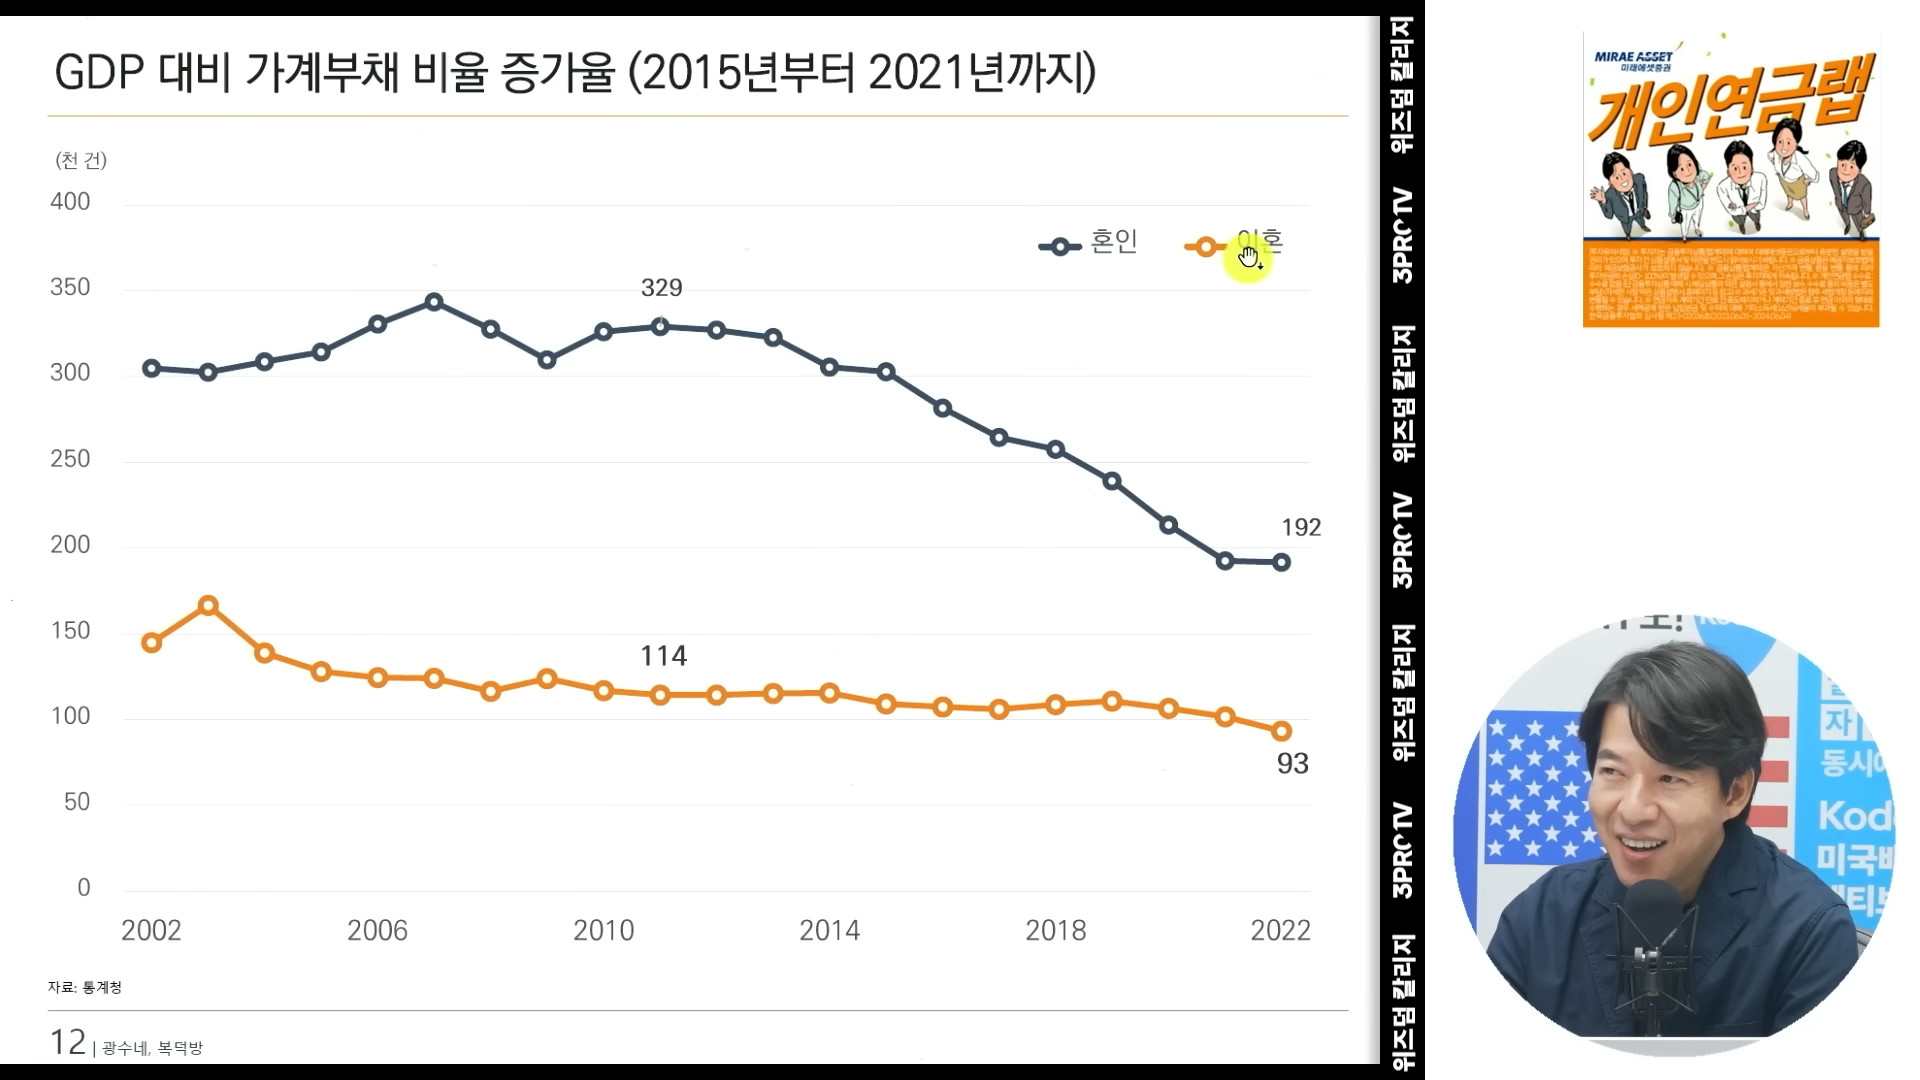 GDP 대비 가계부채 비율 증가율 (2015년부터 2021년까지)
(천 건)
400
350
300
250
200
150
100
50
0
혼인
이혼
329
192
114
93
2002
2006
2010
2014
2018
2022
자료: 통계청
12 | 광수네, 복덕방
위즈덤 칼리지
3PROTV
위즈덤 칼리지
3PROTV
위즈덤 칼리지
3PROTV
위즈덤 칼리지
MIRAE ASSET
미래에셋증권
개인연금랩
자
동시에
미국